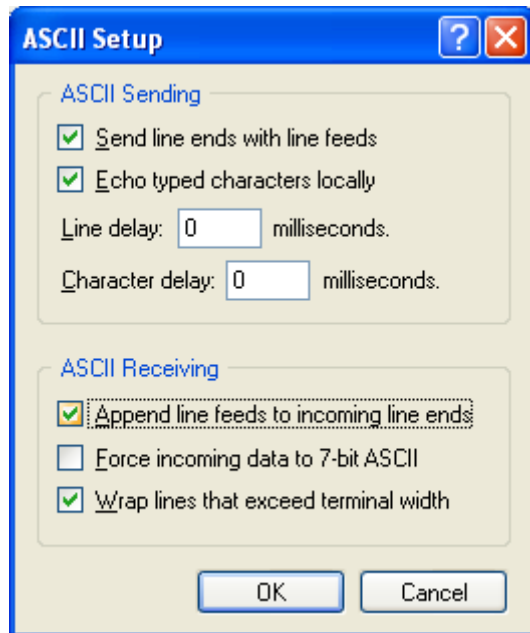 ASCII Setup
ASCII Sending
Send line ends with line feeds
Echo typed characters locally
Line delay: 0 milliseconds.
Character delay: 0 milliseconds.
ASCII Receiving
Append line feeds to incoming line ends
Force incoming data to 7-bit ASCII
Wrap lines that exceed terminal width
OK Cancel